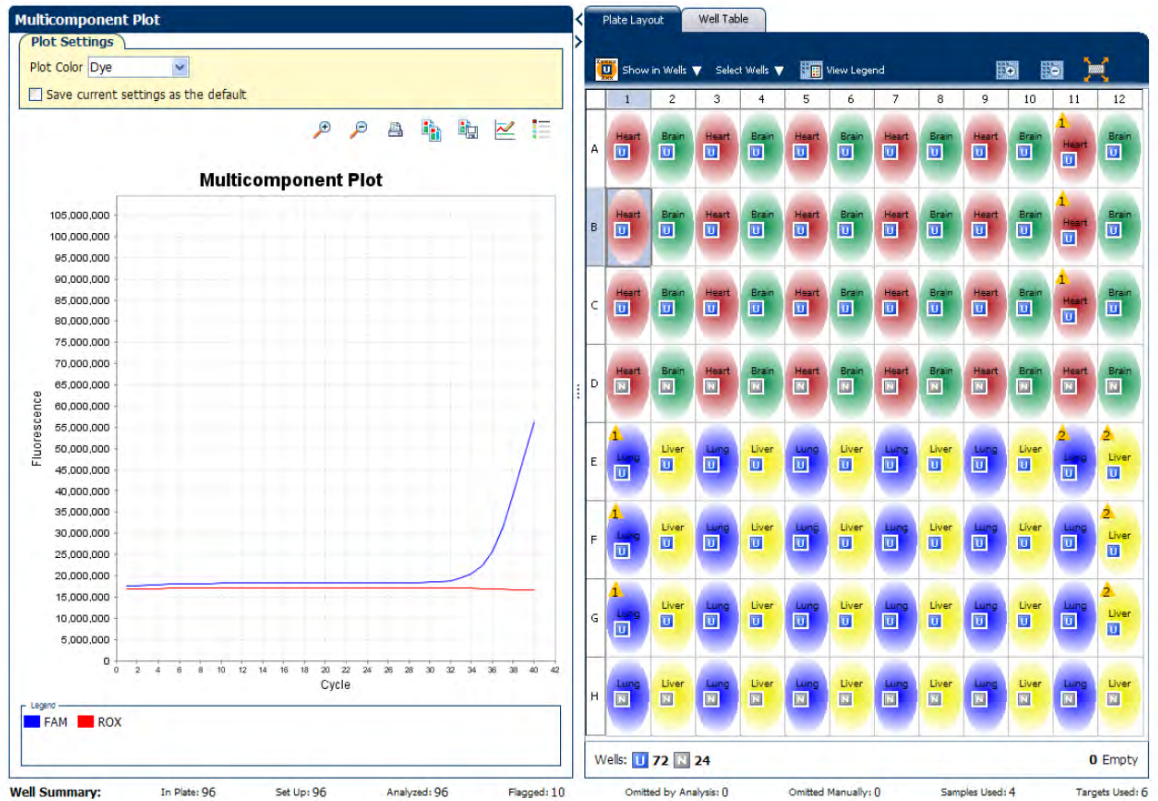 Multicomponent Plot
Plot Settings
Plot Color Dye
Save current settings as the default
Multicomponent Plot
105,000,000
100,000,000
95,000,000
90,000,000
85,000,000
80,000,000
75,000,000
70,000,000
65,000,000
60,000,000
55,000,000
50,000,000
45,000,000
40,000,000
35,000,000
30,000,000
25,000,000
20,000,000
15,000,000
10,000,000
5,000,000
0
Fluorescence
0 2 4 6 8 10 12 14 16 18 20 22 24 26 28 30 32 34 36 38 40 42
Cycle
Legend
FAM ROX
Plate Layout Well Table
Show in Wells ▼ Select Wells ▼ View Legend
1 2 3 4 5 6 7 8 9 10 11 12
1
A Heart Brain Heart Brain Heart Brain Heart Brain Heart Brain Heart Brain
U U U U U U U U U U U U
1
B Heart Brain Heart Brain Heart Brain Heart Brain Heart Brain Heart Brain
U U U U U U U U U U U U
1
C Heart Brain Heart Brain Heart Brain Heart Brain Heart Brain Heart Brain
U U U U U U U U U U U U
D Heart Brain Heart Brain Heart Brain Heart Brain Heart Brain Heart Brain
N N N N N N N N N N N N
1 2 2
E Lung Liver Lung Liver Lung Liver Lung Liver Lung Liver Lung Liver
U U U U U U U U U U U U
1 2
F Lung Liver Lung Liver Lung Liver Lung Liver Lung Liver Lung Liver
U U U U U U U U U U U U
1 2
G Lung Liver Lung Liver Lung Liver Lung Liver Lung Liver Lung Liver
U U U U U U U U U U U U
H Lung Liver Lung Liver Lung Liver Lung Liver Lung Liver Lung Liver
N N N N N N N N N N N N
Wells: U 72 N 24 0 Empty
Well Summary: In Plate: 96 Set Up: 96 Analyzed: 96 Flagged: 10 Omitted by Analysis: 0 Omitted Manually: 0 Samples Used: 4 Targets Used: 6